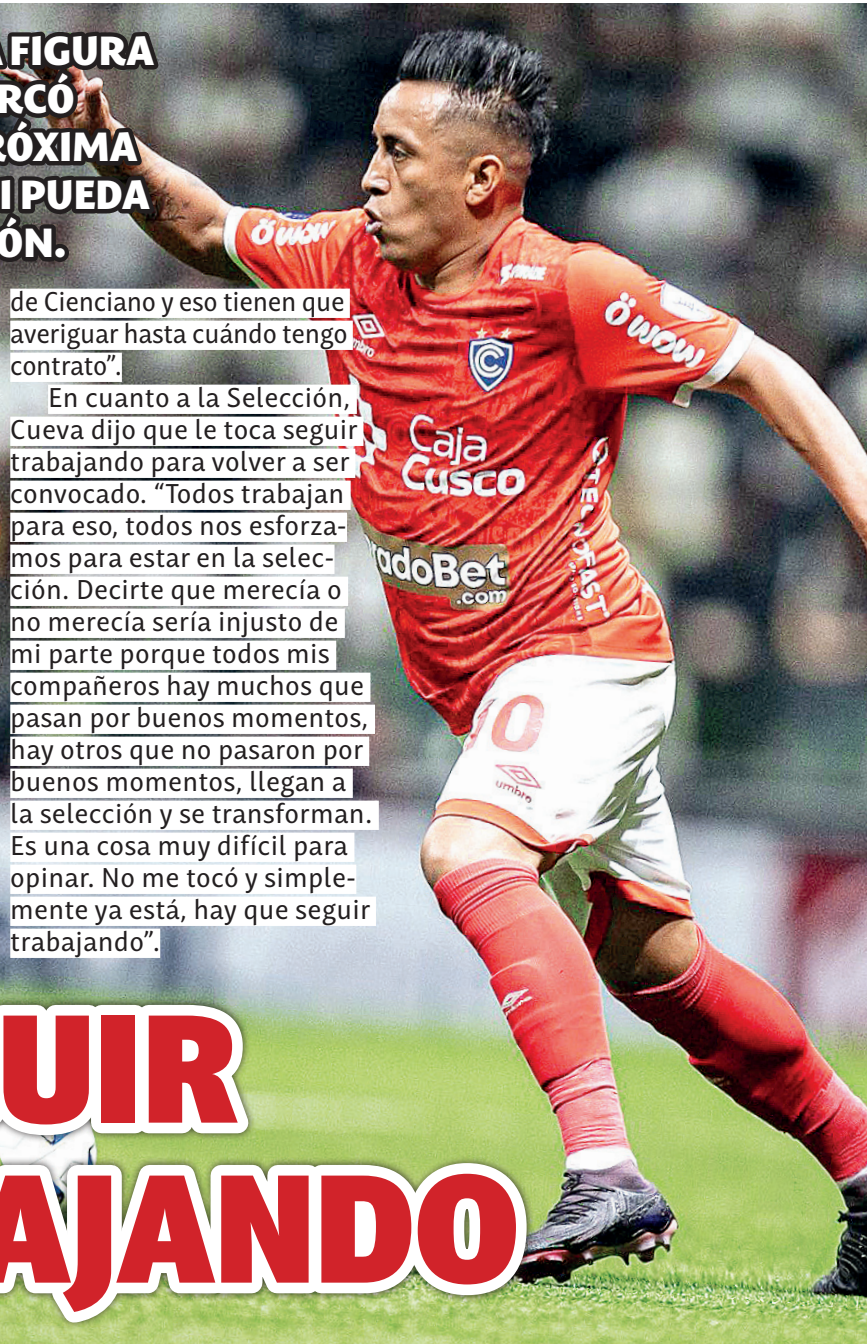 FIGURA
RCÓ
RÓXIMA
I PUEDA
ÓN.
de Cienciano y eso tienen que
averiguar hasta cuándo tengo
contrato”.
En cuanto a la Selección,
Cueva dijo que le toca seguir
trabajando para volver a ser
convocado. “Todos trabajan
para eso, todos nos esforza-
mos para estar en la selec-
ción. Decirte que merecía o
no merecía sería injusto de
mi parte porque todos mis
compañeros hay muchos que
pasan por buenos momentos,
hay otros que no pasaron por
buenos momentos, llegan a
la selección y se transforman.
Es una cosa muy difícil para
opinar. No me tocó y simple-
mente ya está, hay que seguir
trabajando”.
UIR
AJANDO
WOW
WOW
umbro
C
Caja
Cusco
adoBet
.com
TECNOFAST
10
umbro